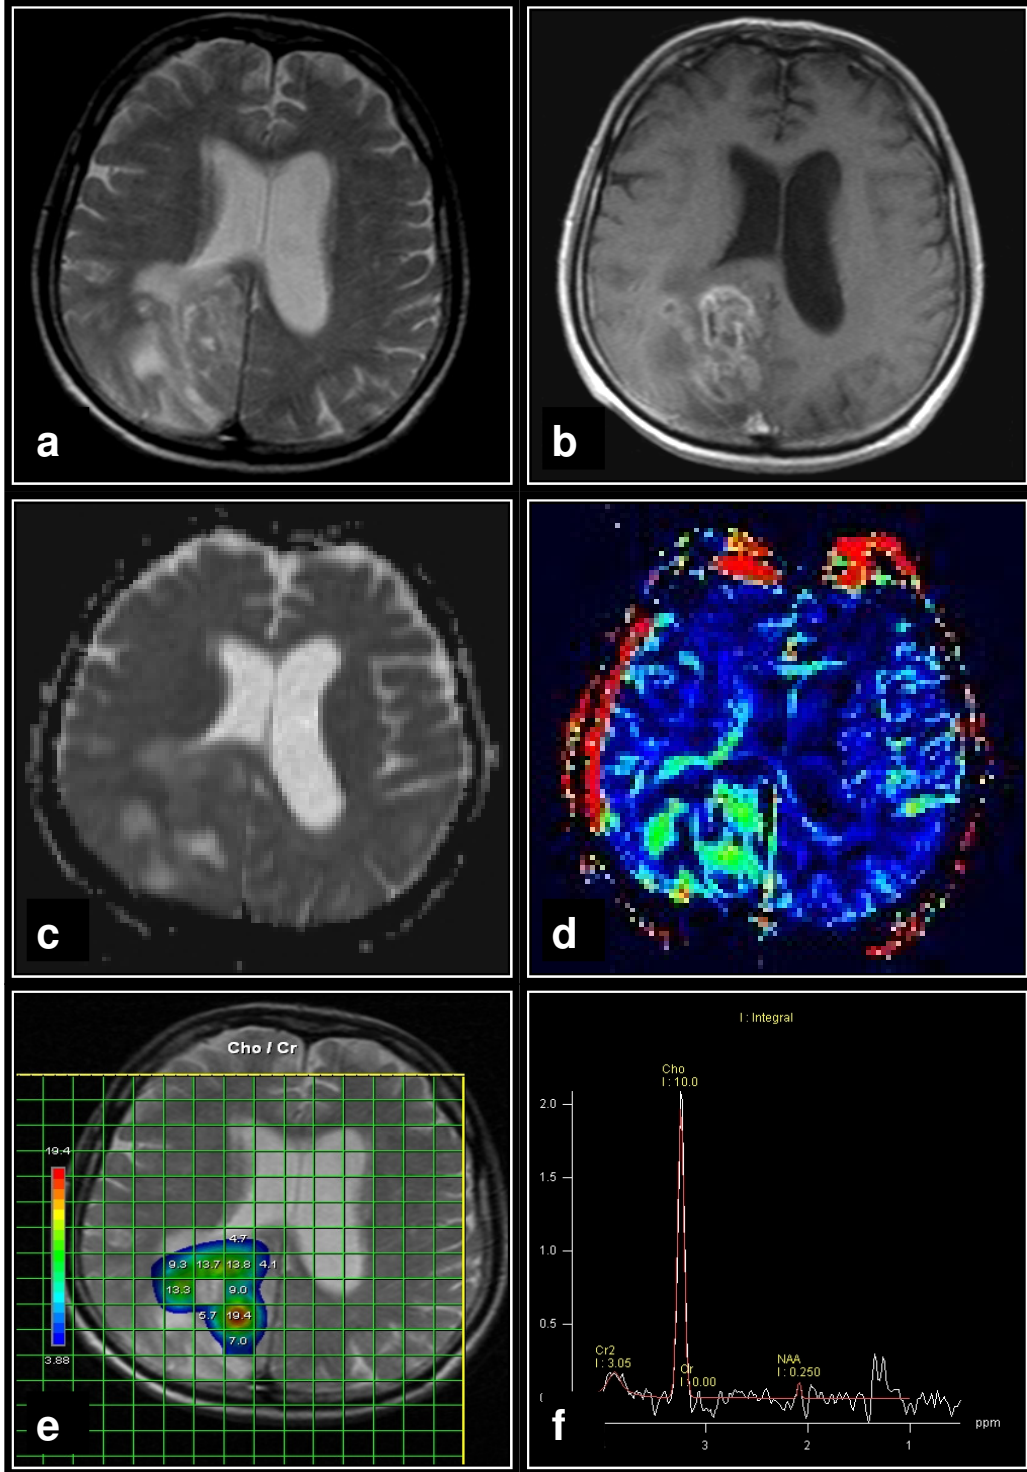 a
b
c
d
Cho / Cr
19.4
4.7
9.3 13.7 13.8 4.1
13.3 9.0
5.7 19.4
7.0
3.88
e
I : Integral
Cho
I : 10.0
2.0
1.5
1.0
0.5
Cr2
I : 3.05
Cr
I : 0.00
NAA
I : 0.250
ppm
3 2 1
f